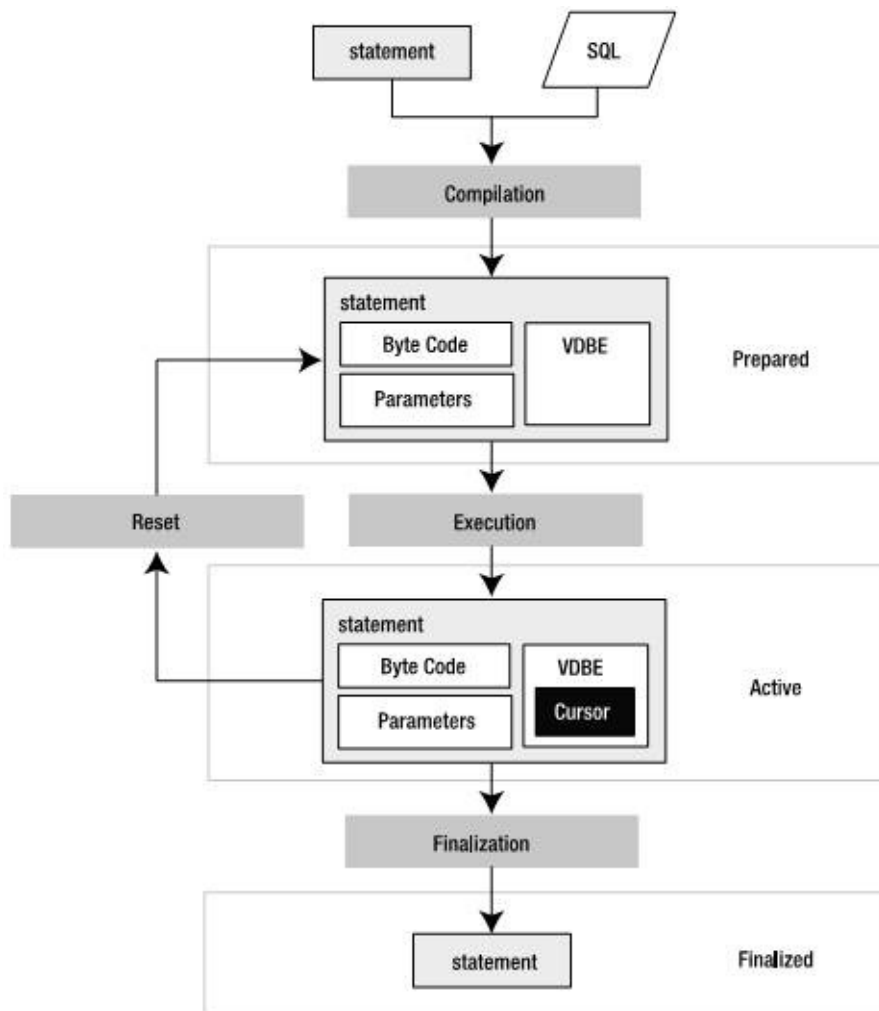 statement
SQL
Compilation
statement
Byte Code
VDBE
Prepared
Parameters
Reset
Execution
statement
Byte Code
VDBE
Active
Parameters
Cursor
Finalization
statement
Finalized